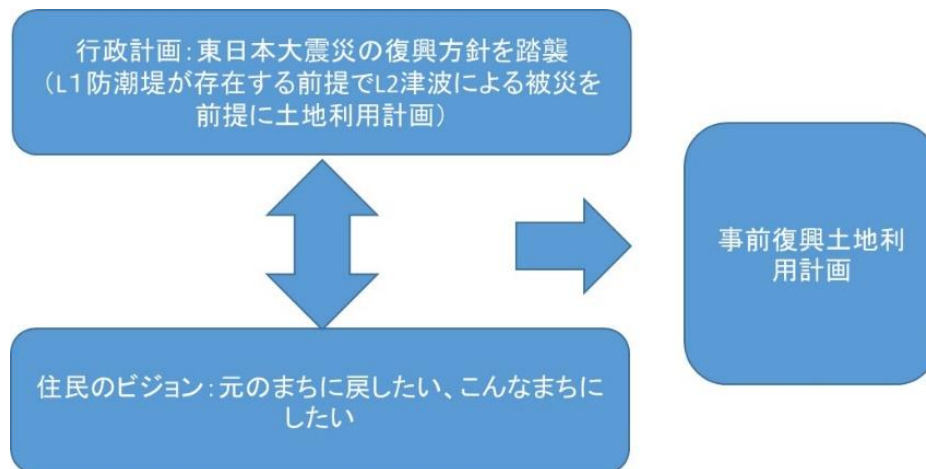 行政計画：東日本大震災の復興方針を踏襲
（L１防潮堤が存在する前提でL2津波による被災を
前提に土地利用計画）
事前復興土地利
用計画
住民のビジョン：元のまちに戻したい、こんなまちに
したい